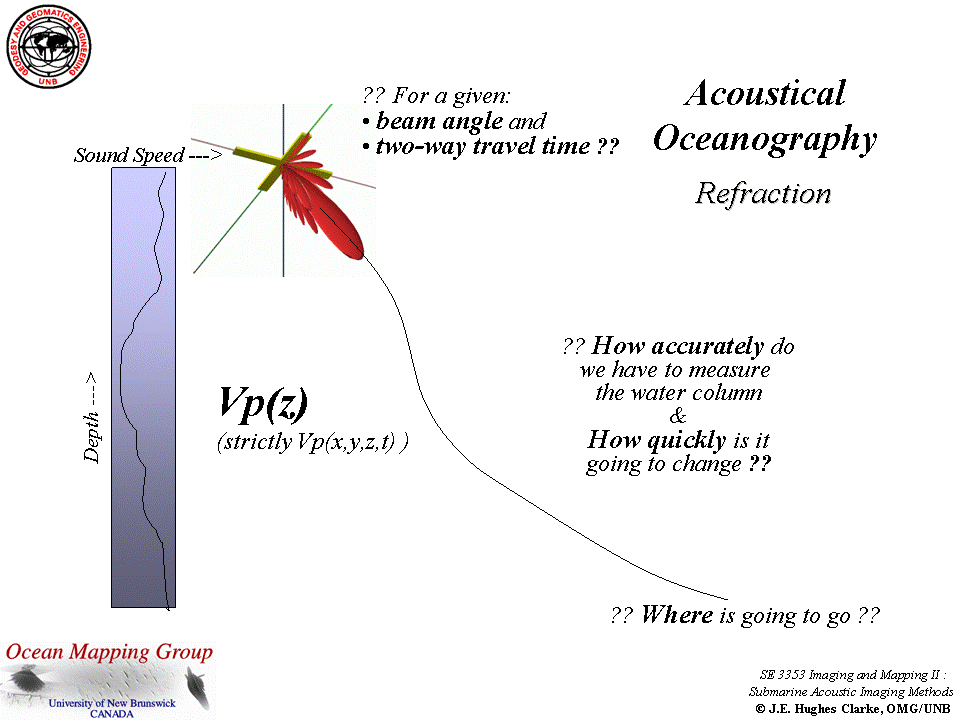 GEODESY AND GEOMATICS ENGINEERING
UNB
?? For a given:
• beam angle and
• two-way travel time ??
Acoustical
Oceanography
Refraction
Sound Speed --->
Depth --->
Vp(z)
(strictly Vp(x,y,z,t) )
?? How accurately do
we have to measure
the water column
&
How quickly is it
going to change ??
?? Where is going to go ??
Ocean Mapping Group
University of New Brunswick
CANADA
SE 3353 Imaging and Mapping II :
Submarine Acoustic Imaging Methods
© J.E. Hughes Clarke, OMG/UNB